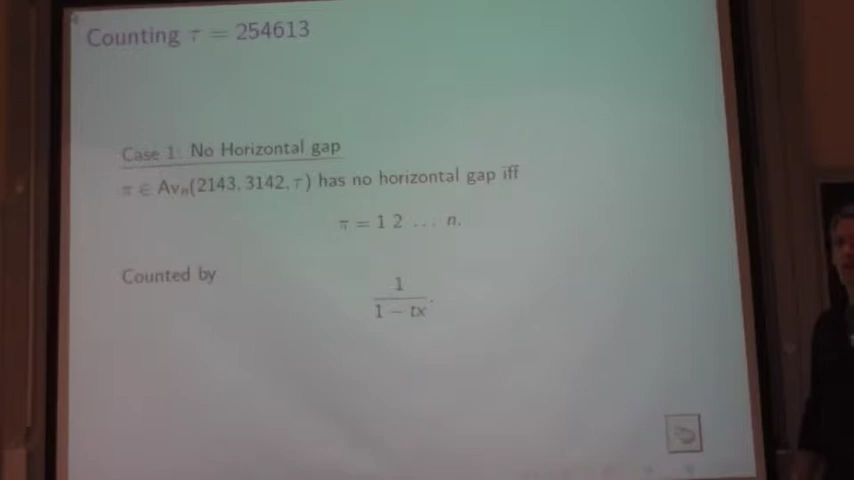 Counting τ = 254613
Case 1: No Horizontal gap
π ∈ Avₙ(2143, 3142, τ) has no horizontal gap iff
π = 1 2 … n.
Counted by
1
1 − tx.